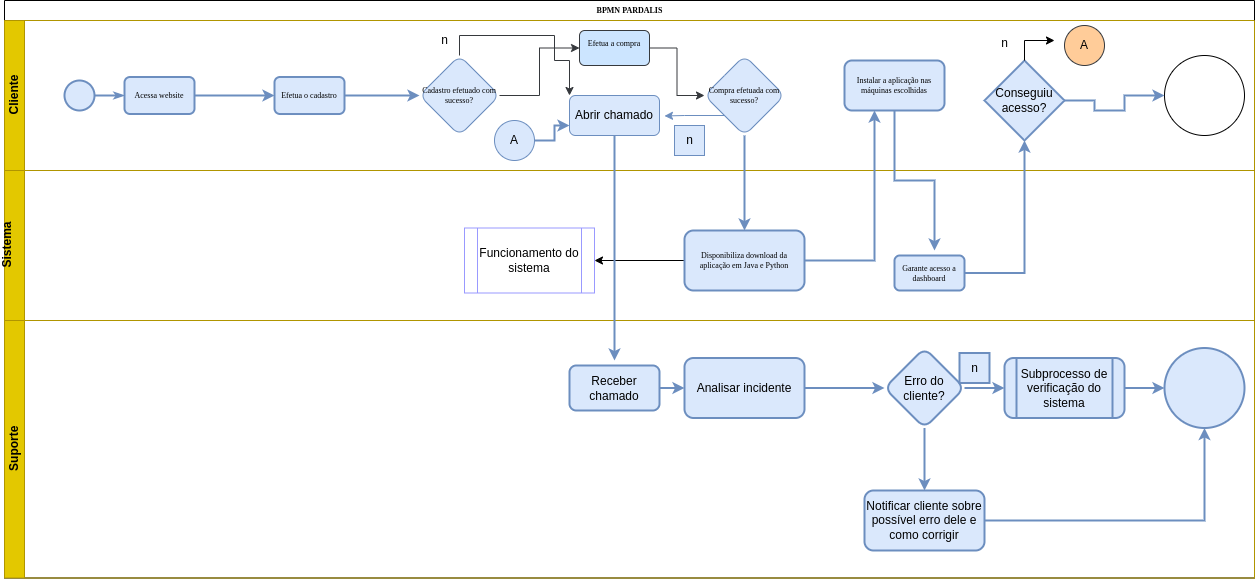 BPMN PARDALIS
Cliente
Acessa website
Efetua o cadastro
n
Cadastro efetuado com
sucesso?
Efetua a compra
Abrir chamado
A
Compra efetuada com
sucesso?
n
Instalar a aplicação nas
máquinas escolhidas
n
A
Conseguiu
acesso?
Sistema
Funcionamento do
sistema
Disponibiliza download da
aplicação em Java e Python
Garante acesso a
dashboard
Suporte
Receber
chamado
Analisar incidente
Erro do
cliente?
n
Subprocesso de
verificação do
sistema
Notificar cliente sobre
possível erro dele e
como corrigir